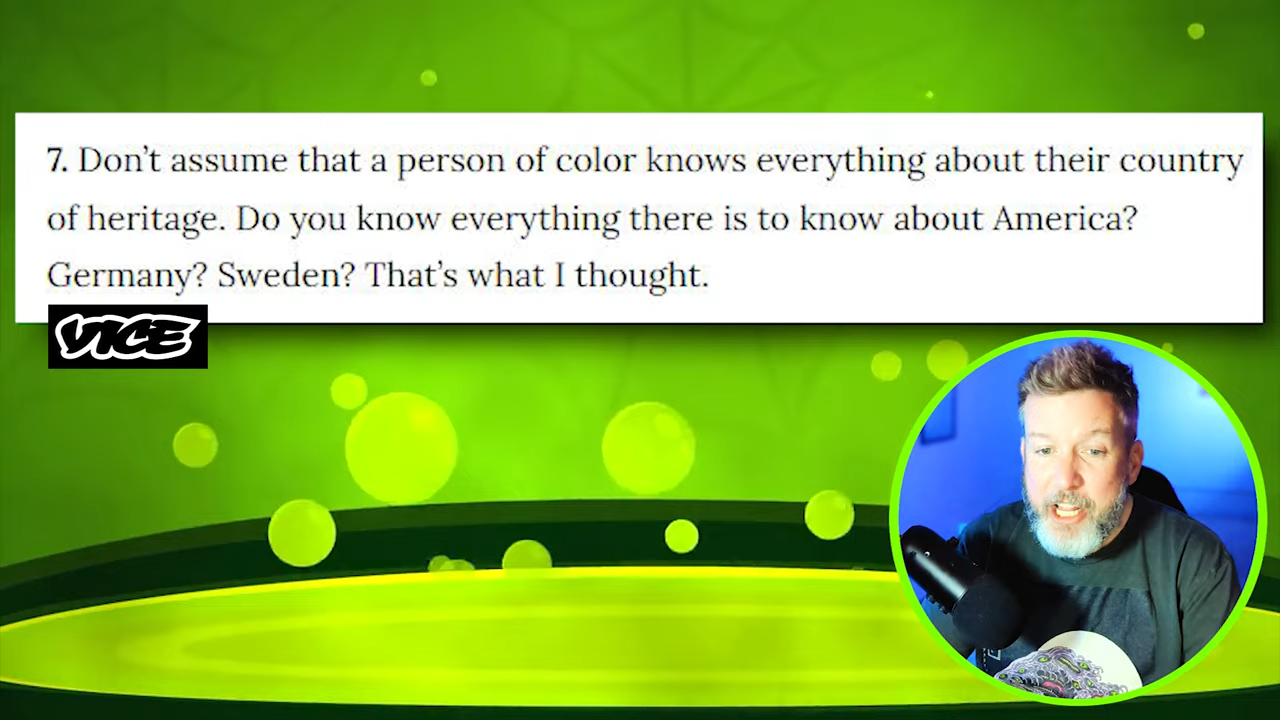 7. Don’t assume that a person of color knows everything about their country
of heritage. Do you know everything there is to know about America?
Germany? Sweden? That’s what I thought.
VICE